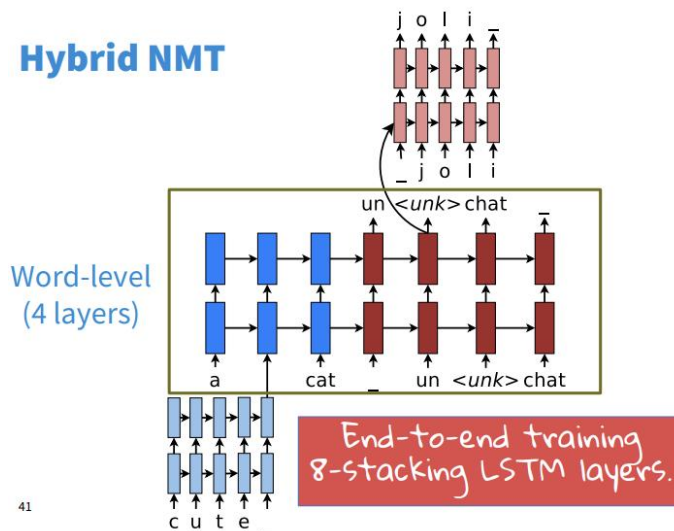 Hybrid NMT
j o l i _
_ j o l i
un <unk> chat _
Word-level
(4 layers)
a cat _ un <unk> chat
c u t e _
End-to-end training
8-stacking LSTM layers.
41